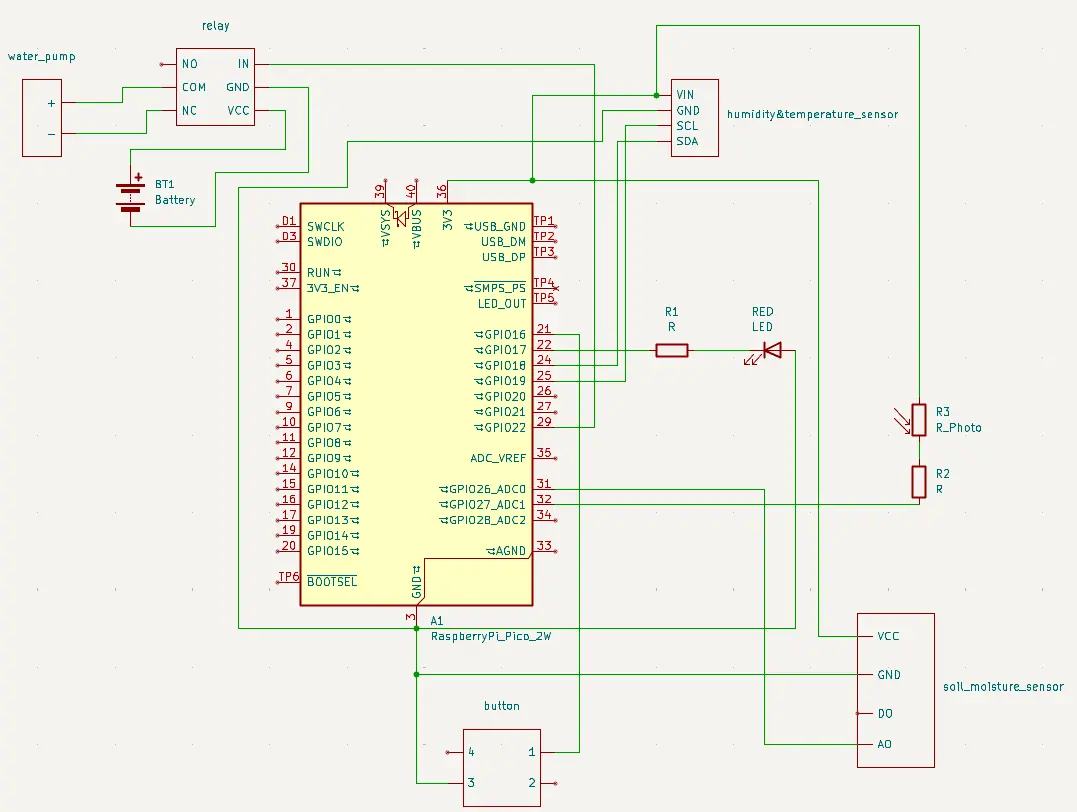 relay
water_pump
NO IN
COM GND
NC VCC
+
−
+
BT1
Battery
VIN
GND
SCL
SDA
humidity&temperature_sensor
39 40 36
VSYS VBUS 3V3
D1 SWCLK
D3 SWDIO
30 RUN
37 3V3_EN
1 GPIO0
2 GPIO1
4 GPIO2
5 GPIO3
6 GPIO4
7 GPIO5
9 GPIO6
10 GPIO7
11 GPIO8
12 GPIO9
14 GPIO10
15 GPIO11
16 GPIO12
17 GPIO13
19 GPIO14
20 GPIO15
TP6 BOOTSEL
USB_GND TP1
USB_DM TP2
USB_DP TP3
SMPS_PS TP4
LED_OUT TP5
GPIO16 21
GPIO17 22
GPIO18 24
GPIO19 25
GPIO20 26
GPIO21 27
GPIO22 29
ADC_VREF 35
GPIO26_ADC0 31
GPIO27_ADC1 32
GPIO28_ADC2 34
AGND 33
GND
3
A1
RaspberryPi_Pico_2W
R1
R
RED
LED
R3
R_Photo
R2
R
VCC
GND
DO
AO
soil_moisture_sensor
button
4 1
3 2